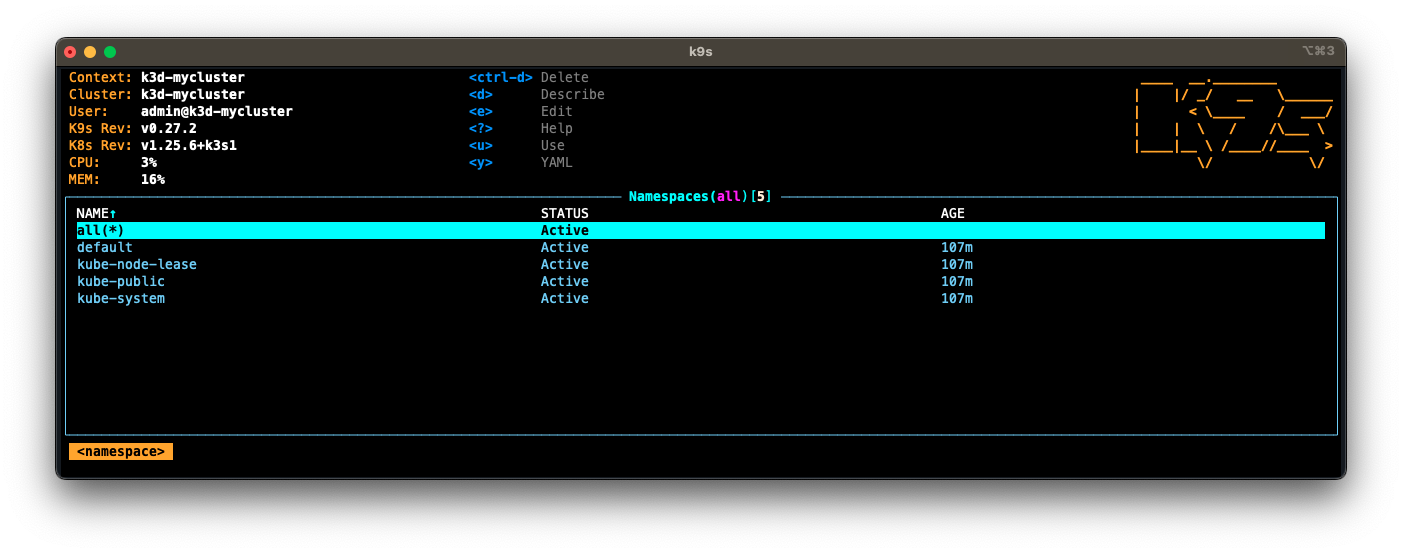 k9s
⌥⌘3
Context: k3d-mycluster <ctrl-d> Delete
Cluster: k3d-mycluster <d> Describe
User: admin@k3d-mycluster <e> Edit
K9s Rev: v0.27.2 <?> Help
K8s Rev: v1.25.6+k3s1 <u> Use
CPU: 3% <y> YAML
MEM: 16%
K9s
Namespaces(all)[5]
NAME↑ STATUS AGE
all(*) Active
default Active 107m
kube-node-lease Active 107m
kube-public Active 107m
kube-system Active 107m
<namespace>